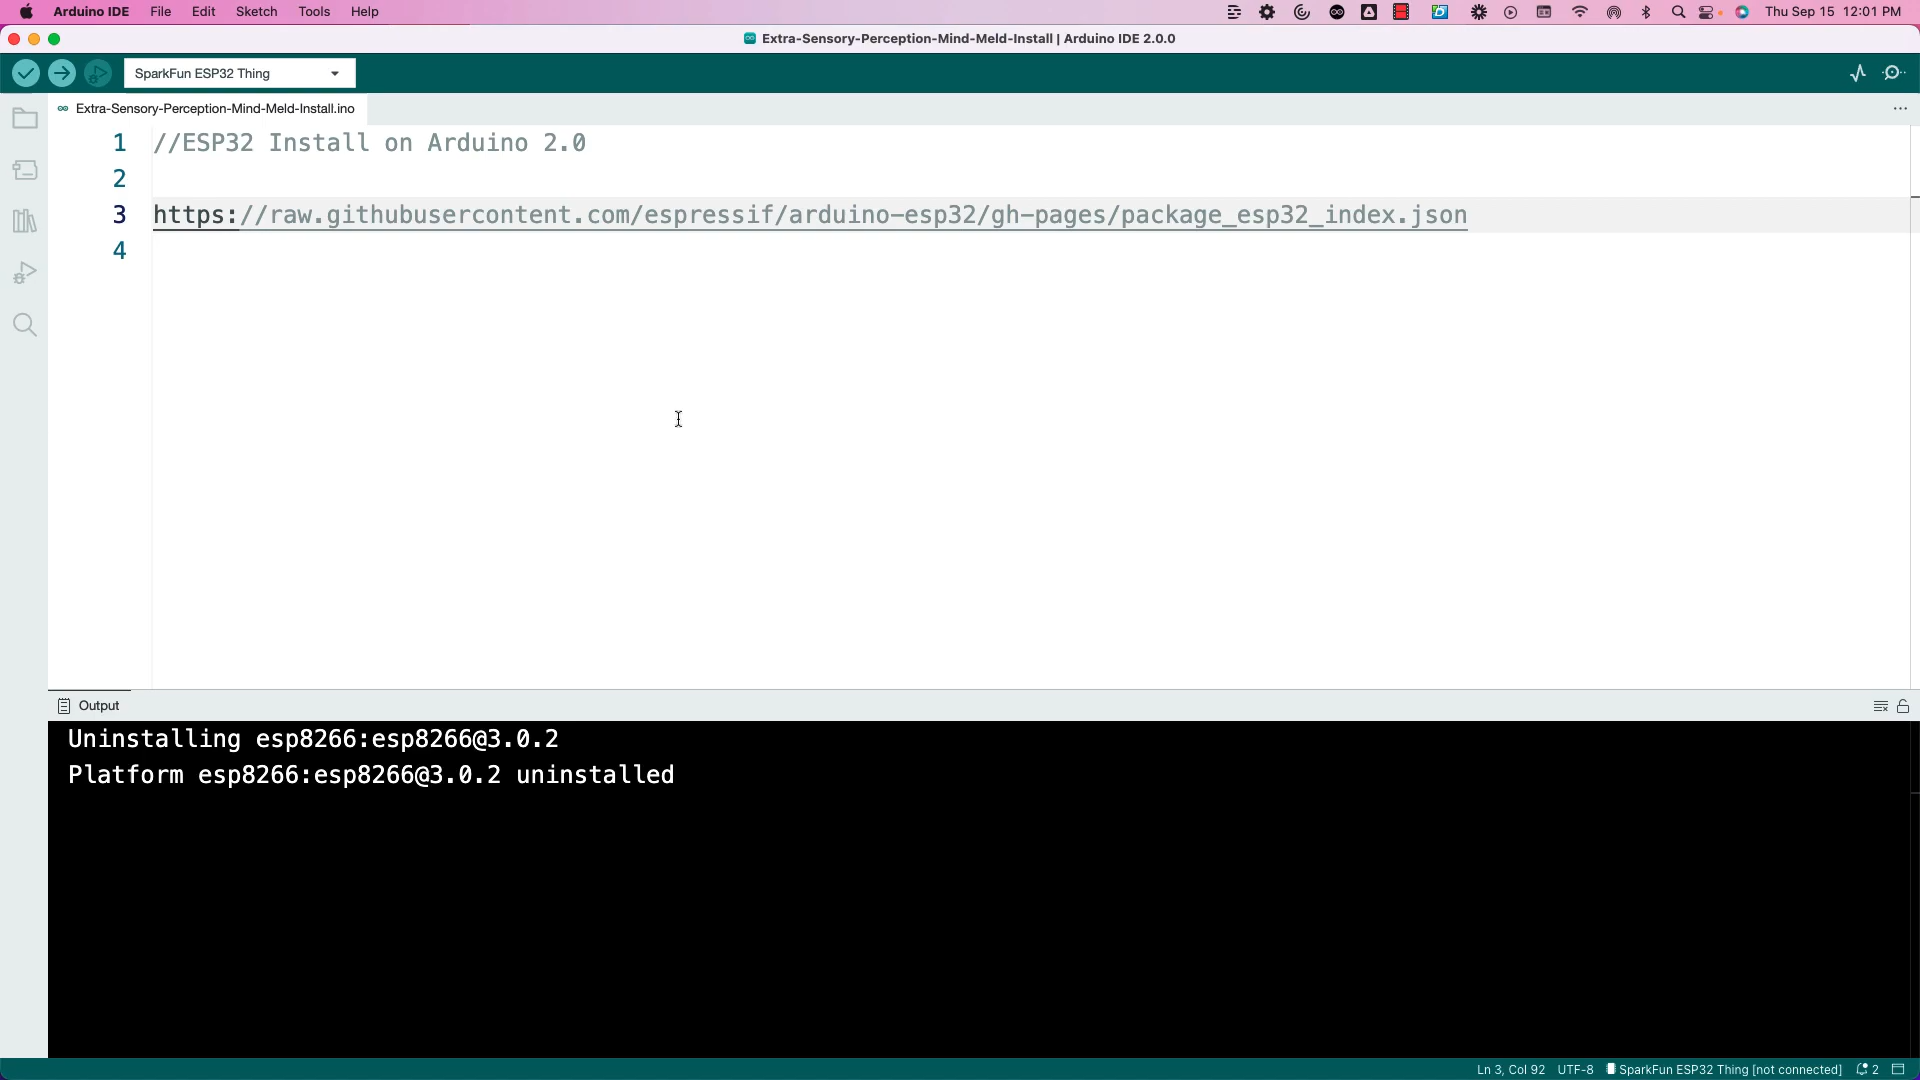 Arduino IDE File Edit Sketch Tools Help Thu Sep 15 12:01 PM
Extra-Sensory-Perception-Mind-Meld-Install | Arduino IDE 2.0.0
SparkFun ESP32 Thing
Extra-Sensory-Perception-Mind-Meld-Install.ino
1 //ESP32 Install on Arduino 2.0
2
3 https://raw.githubusercontent.com/espressif/arduino-esp32/gh-pages/package_esp32_index.json
4
Output
Uninstalling esp8266:esp8266@3.0.2
Platform esp8266:esp8266@3.0.2 uninstalled
Ln 3, Col 92 UTF-8 SparkFun ESP32 Thing [not connected] 2